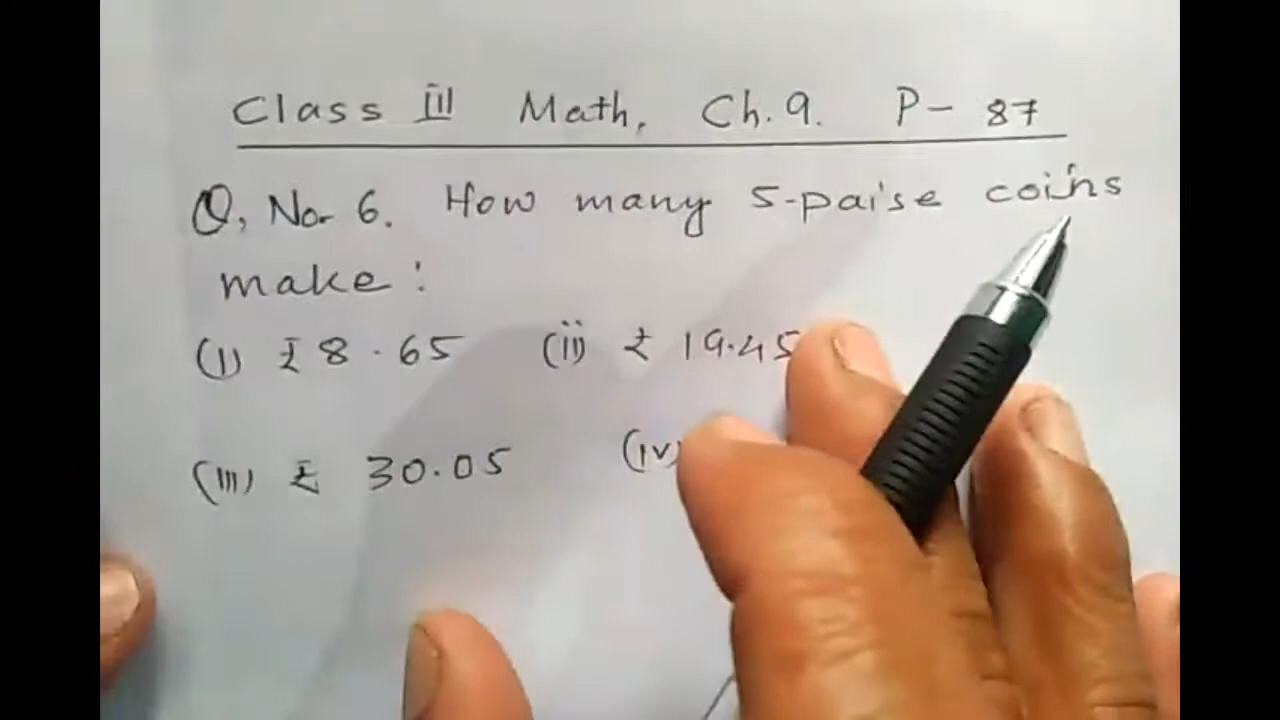 Class III Math, Ch.9. P- 87
Q. No. 6. How many 5-paise coins
make:
(i) ₹8.65 (ii) ₹ 19.45
(iii) ₹ 30.05 (iv)